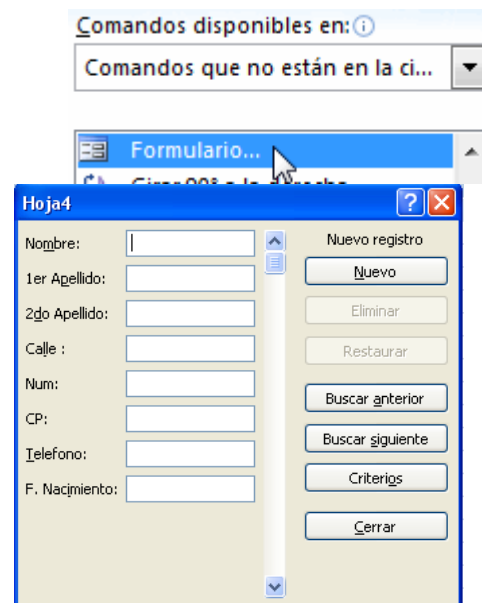 Comandos disponibles en:
Comandos que no están en la ci...
Formulario...
Hoja4
Nombre:
1er Apellido:
2do Apellido:
Calle :
Num:
CP:
Telefono:
F. Nacimiento:
Nuevo registro
Nuevo
Eliminar
Restaurar
Buscar anterior
Buscar siguiente
Criterios
Cerrar